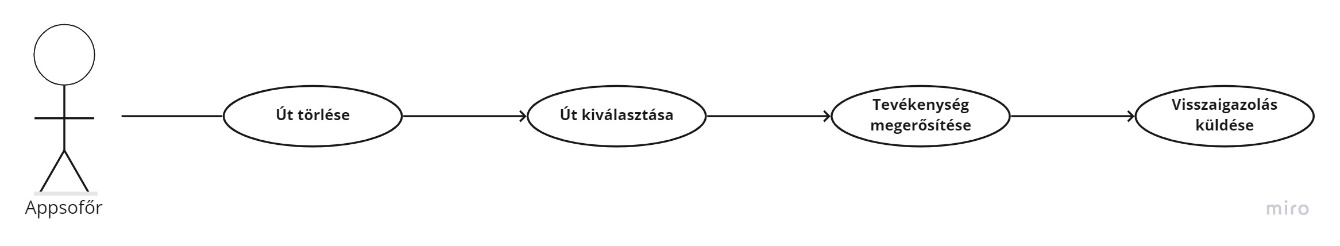 Út törlése
Út kiválasztása
Tevékenység
megerősítése
Visszaigazolás
küldése
Appsofőr
miro